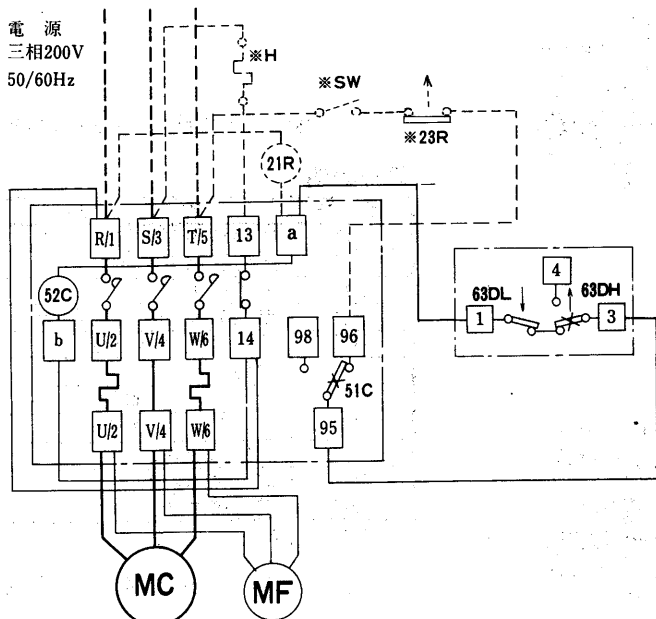 電 源
三相200V
50/60Hz
※H
※SW
※23R
21R
R/1
S/3
T/5
13
a
52C
b
U/2
V/4
W/6
14
98
96
51C
95
U/2
V/4
W/6
63DL
4
63DH
1
3
MC
MF